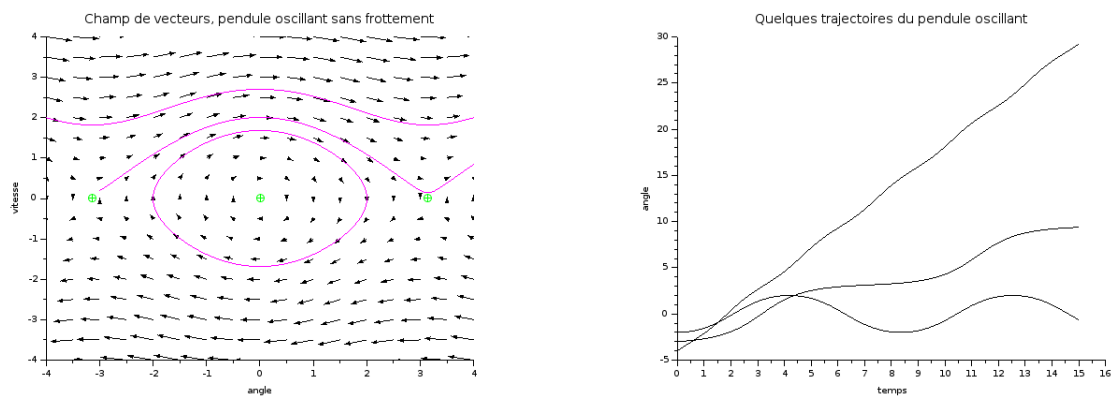 Champ de vecteurs, pendule oscillant sans frottement
4
3
2
1
0
-1
-2
-3
-4
vitesse
-4 -3 -2 -1 0 1 2 3 4
angle
Quelques trajectoires du pendule oscillant
30
25
20
15
10
5
0
-5
angle
0 1 2 3 4 5 6 7 8 9 10 11 12 13 14 15 16
temps